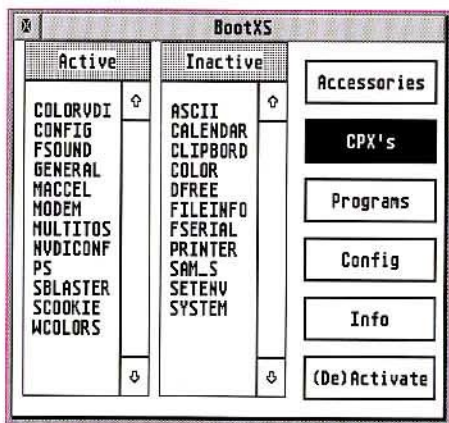 BootXS
Active
COLORVDI
CONFIG
FSOUND
GENERAL
MACCEL
MODEM
MULTITOS
NVDICONF
PS
SBLASTER
SCOOKIE
WCOLORS
Inactive
ASCII
CALENDAR
CLIPBORD
COLOR
DFREE
FILEINFO
FSERIAL
PRINTER
SAM_S
SETENV
SYSTEM
Accessories
CPX's
Programs
Config
Info
(De)Activate